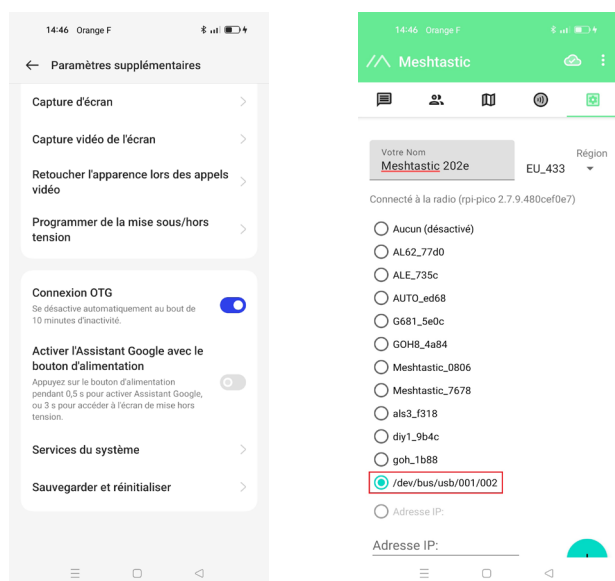 14:46 Orange F
Paramètres supplémentaires
Capture d'écran
Capture vidéo de l'écran
Retoucher l'apparence lors des appels
vidéo
Programmer de la mise sous/hors
tension
Connexion OTG
Se désactive automatiquement au bout de
10 minutes d'inactivité.
Activer l'Assistant Google avec le
bouton d'alimentation
Appuyez sur le bouton d'alimentation
pendant 0,5 s pour activer Assistant Google,
ou 3 s pour accéder à l'écran de mise hors
tension.
Services du système
Sauvegarder et réinitialiser
14:46 Orange F
Meshtastic
Votre Nom
Meshtastic 202e
EU_433
Région
Connecté à la radio (rpi-pico 2.7.9.480cef0e7)
Aucun (désactivé)
AL62_77d0
ALE_735c
AUTO_ed68
G681_5e0c
GOH8_4a84
Meshtastic_0806
Meshtastic_7678
als3_f318
diy1_9b4c
goh_1b88
/dev/bus/usb/001/002
Adresse IP:
Adresse IP: